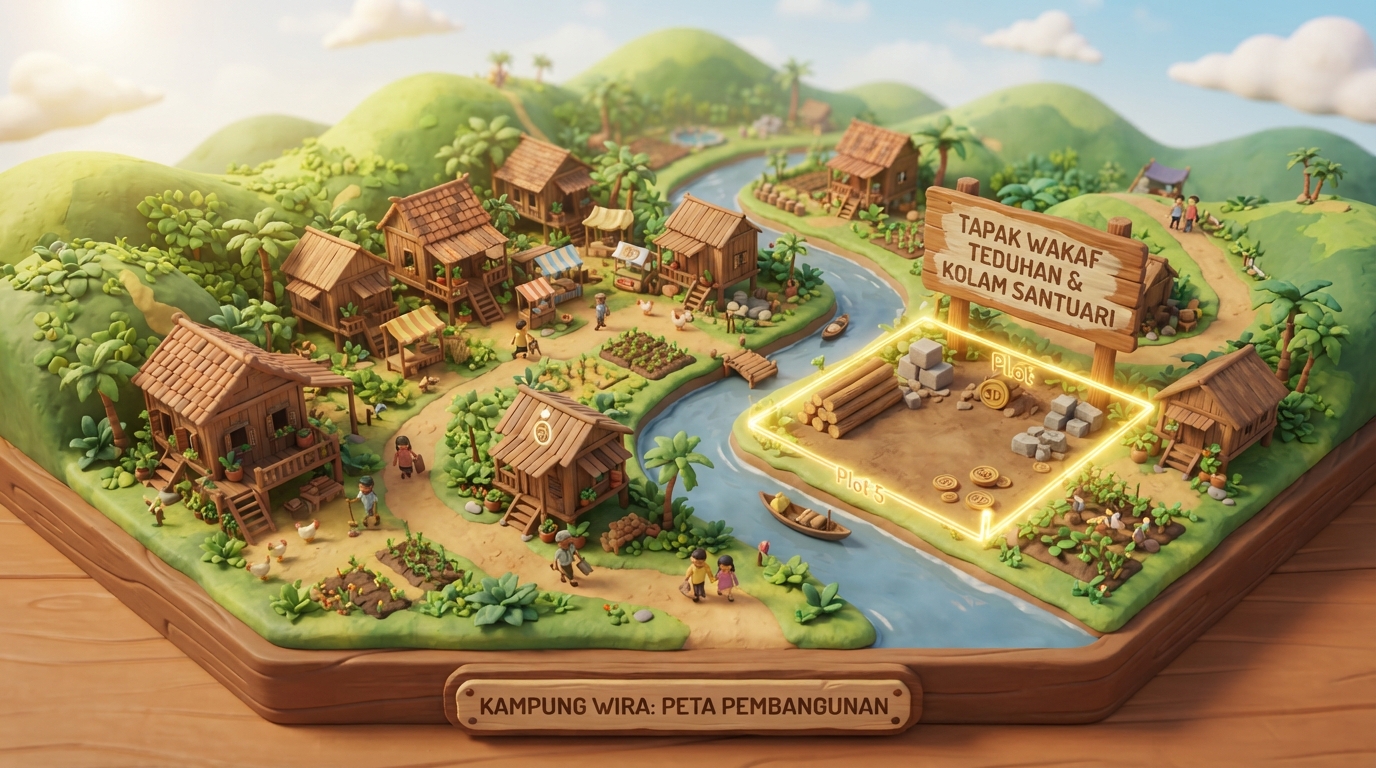 TAPAK WAKAF
TEDUHAN &
KOLAM SANTUARI
Plot
Plot 5
KAMPUNG WIRA: PETA PEMBANGUNAN